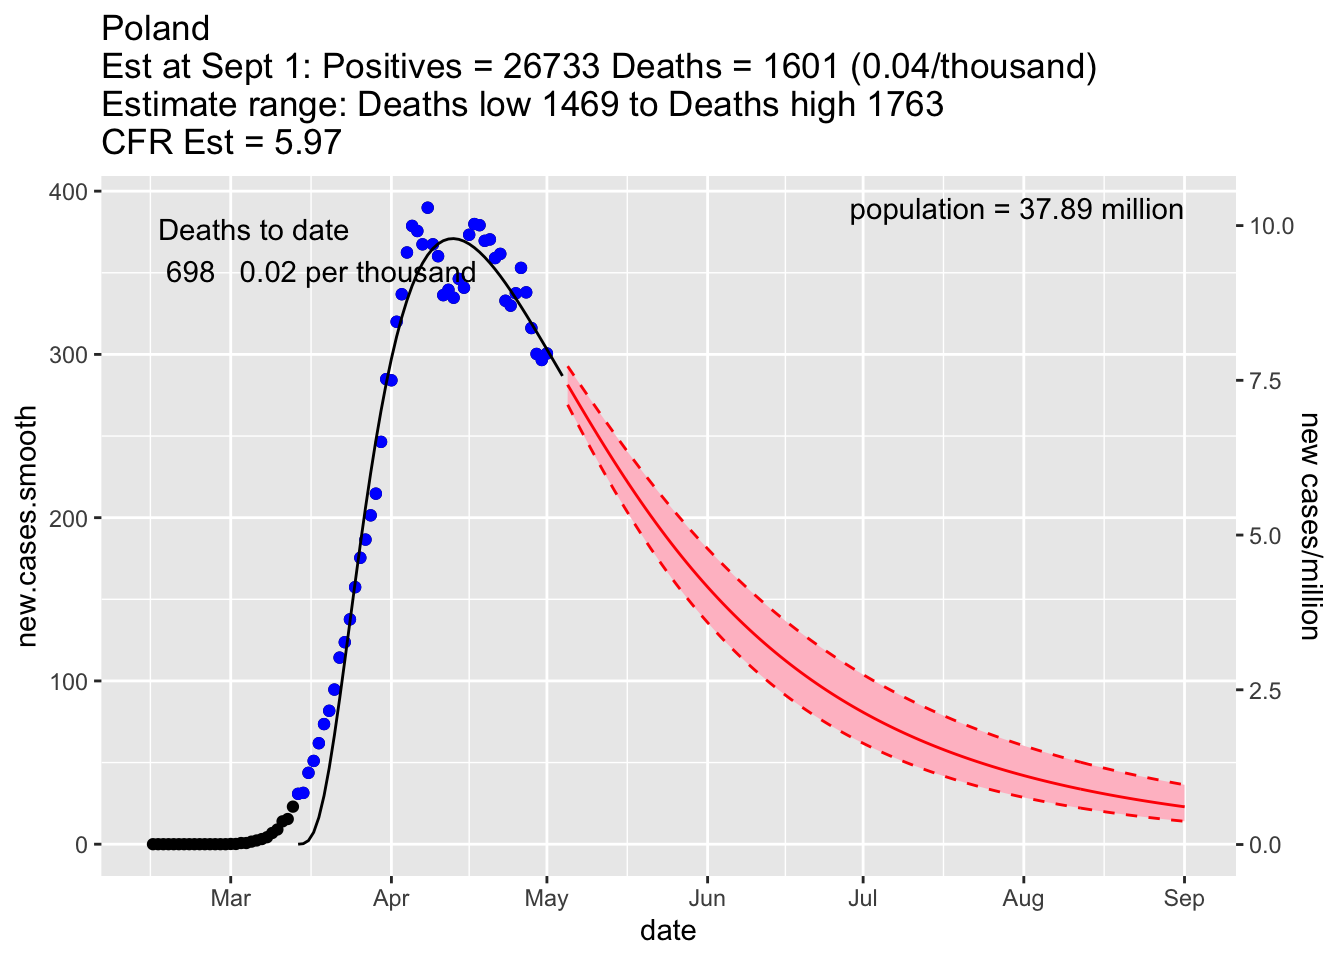 Poland
Est at Sept 1: Positives = 26733 Deaths = 1601 (0.04/thousand)
Estimate range: Deaths low 1469 to Deaths high 1763
CFR Est = 5.97
Deaths to date
698 0.02 per thousand
population = 37.89 million
400
300
200
100
0
new.cases.smooth
10.0
7.5
5.0
2.5
0.0
new cases/million
Mar Apr May Jun Jul Aug Sep
date